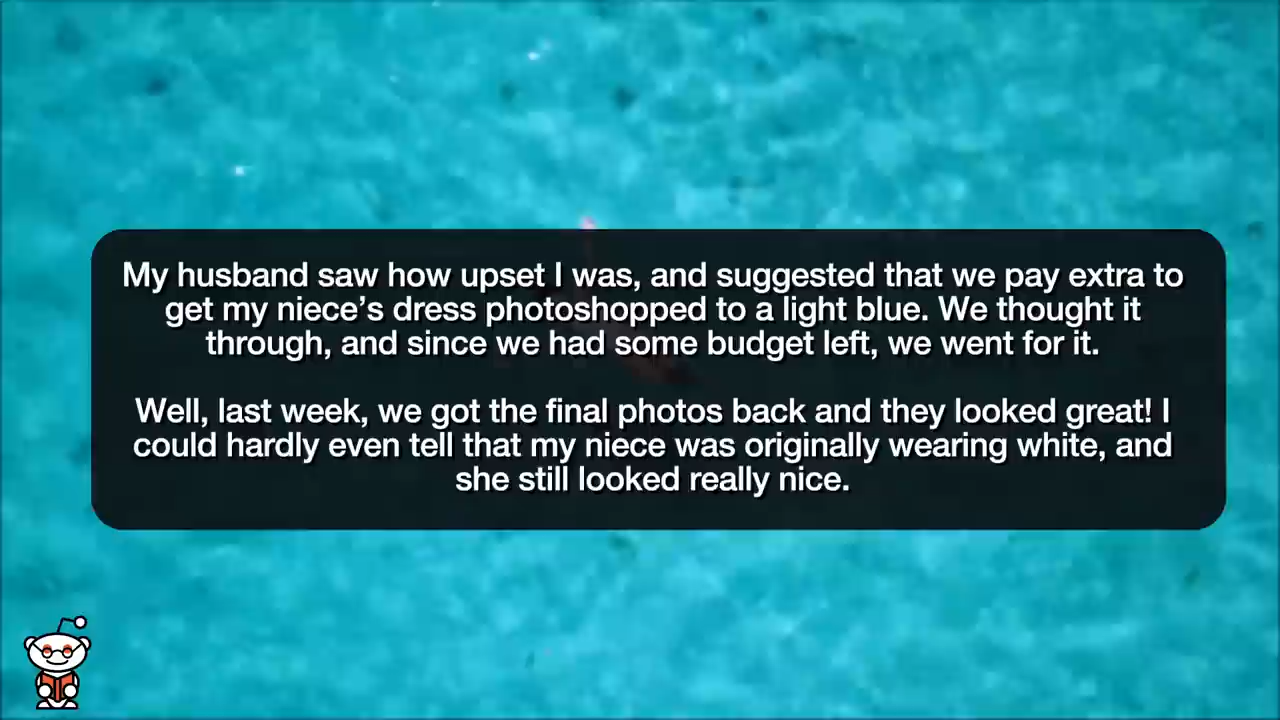 My husband saw how upset I was, and suggested that we pay extra to
get my niece’s dress photoshopped to a light blue. We thought it
through, and since we had some budget left, we went for it.
Well, last week, we got the final photos back and they looked great! I
could hardly even tell that my niece was originally wearing white, and
she still looked really nice.